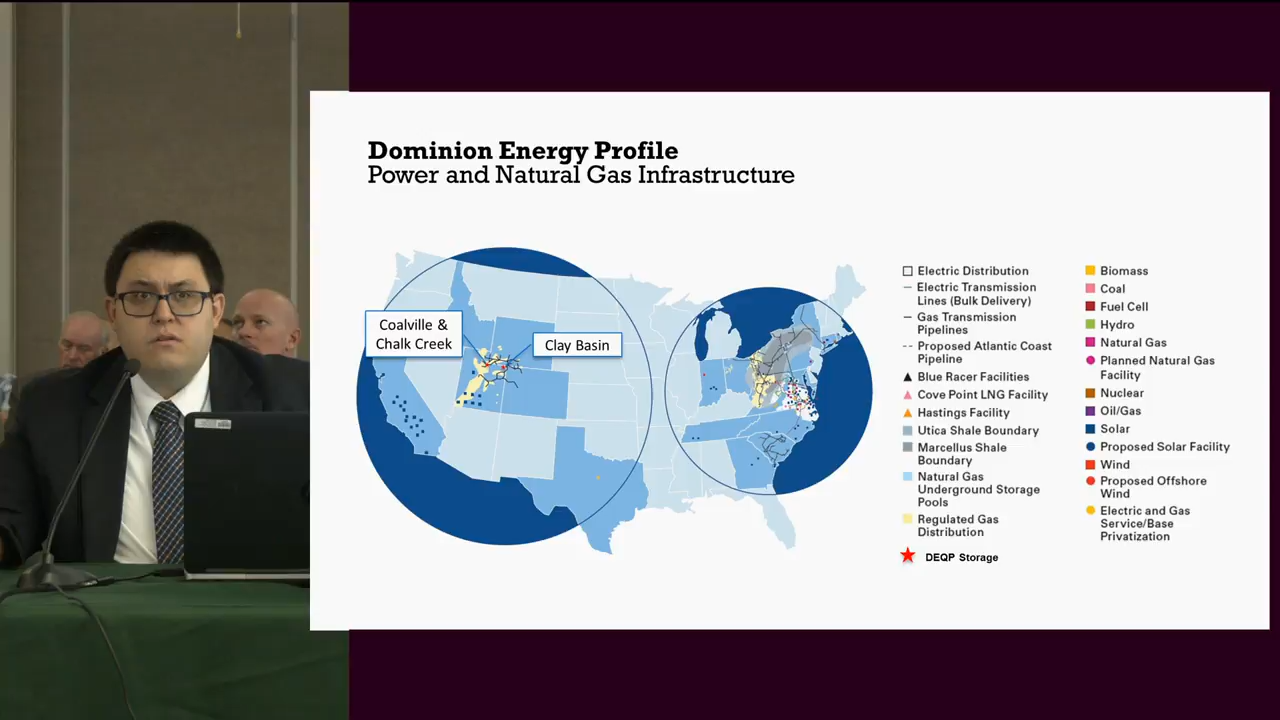 Dominion Energy Profile
Power and Natural Gas Infrastructure
Coalville &
Chalk Creek
Clay Basin
Electric Distribution
Electric Transmission
Lines (Bulk Delivery)
Gas Transmission
Pipelines
Proposed Atlantic Coast
Pipeline
Blue Racer Facilities
Cove Point LNG Facility
Hastings Facility
Utica Shale Boundary
Marcellus Shale
Boundary
Natural Gas
Underground Storage
Pools
Regulated Gas
Distribution
DEQP Storage
Biomass
Coal
Fuel Cell
Hydro
Natural Gas
Planned Natural Gas
Facility
Nuclear
Oil/Gas
Solar
Proposed Solar Facility
Wind
Proposed Offshore
Wind
Electric and Gas
Service/Base
Privatization